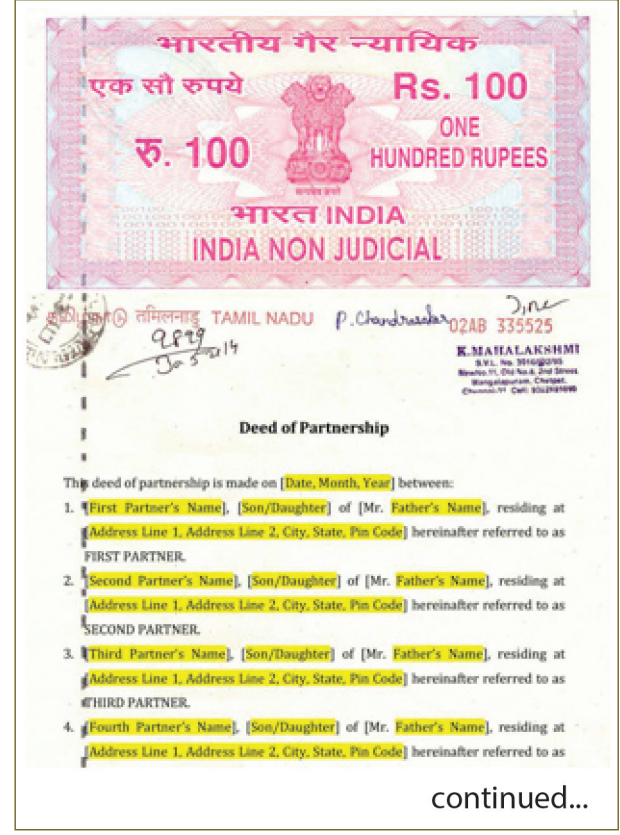 भारतीय गैर न्यायिक
एक सौ रुपये
Rs. 100
रु. 100
ONE
HUNDRED RUPEES
सत्यमेव जयते
भारत INDIA
INDIA NON JUDICIAL
तमिलनाडु TAMIL NADU
P. Chandrasekar
02AB 335525
9899
K.MAHALAKSHMI
Mangalapuram, Chetpet,
Deed of Partnership
This deed of partnership is made on [Date, Month, Year] between:
1. [First Partner's Name], [Son/Daughter] of [Mr. Father's Name], residing at
[Address Line 1, Address Line 2, City, State, Pin Code] hereinafter referred to as
FIRST PARTNER.
2. [Second Partner's Name], [Son/Daughter] of [Mr. Father's Name], residing at
[Address Line 1, Address Line 2, City, State, Pin Code] hereinafter referred to as
SECOND PARTNER.
3. [Third Partner's Name], [Son/Daughter] of [Mr. Father's Name], residing at
[Address Line 1, Address Line 2, City, State, Pin Code] hereinafter referred to as
THIRD PARTNER.
4. [Fourth Partner's Name], [Son/Daughter] of [Mr. Father's Name], residing at
[Address Line 1, Address Line 2, City, State, Pin Code] hereinafter referred to as
continued...